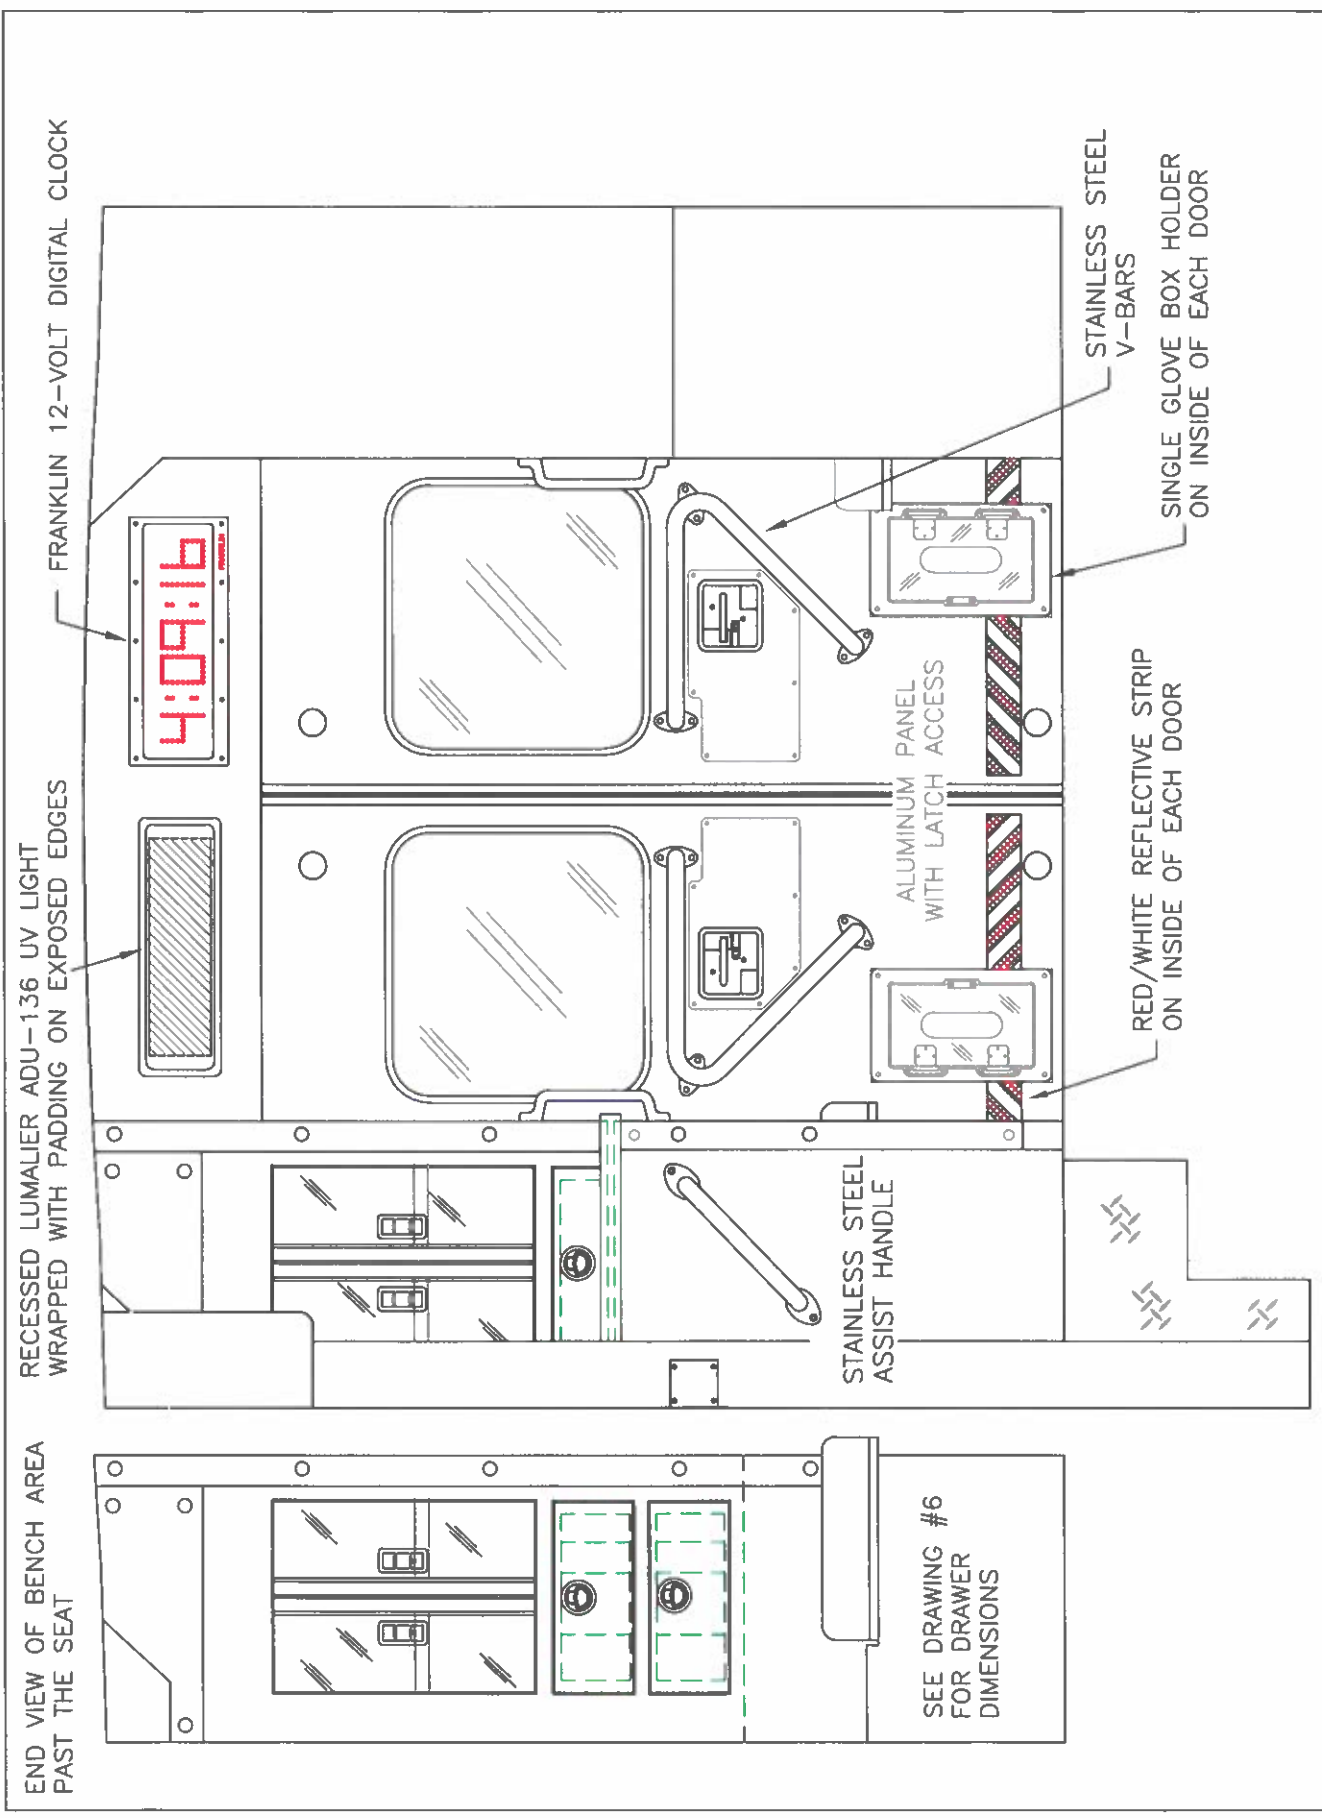 END VIEW OF BENCH AREA
PAST THE SEAT
RECESSED LUMALIER ADU-136 UV LIGHT
WRAPPED WITH PADDING ON EXPOSED EDGES
FRANKLIN 12-VOLT DIGITAL CLOCK
4:09:16
FRANKLIN
SEE DRAWING #6
FOR DRAWER
DIMENSIONS
STAINLESS STEEL
ASSIST HANDLE
ALUMINUM PANEL
WITH LATCH ACCESS
RED/WHITE REFLECTIVE STRIP
ON INSIDE OF EACH DOOR
STAINLESS STEEL
V-BARS
SINGLE GLOVE BOX HOLDER
ON INSIDE OF EACH DOOR